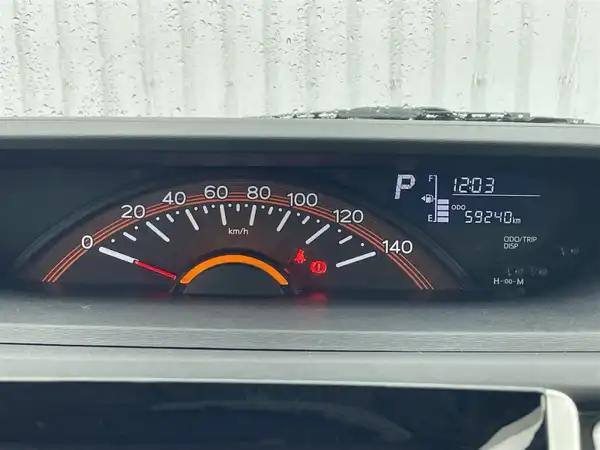 0 20 40 60 80 100 120 140
km/h
P
F
12:03
E
ODO
59240km
ODO/TRIP
DISP
H-00-M